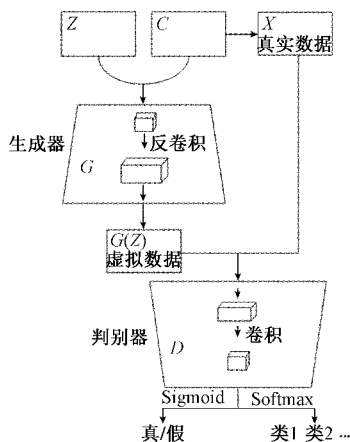 Z
C
X
真实数据
生成器
反卷积
G
G(Z)
虚拟数据
判别器
卷积
D
Sigmoid
Softmax
真/假
类1 类2 ...